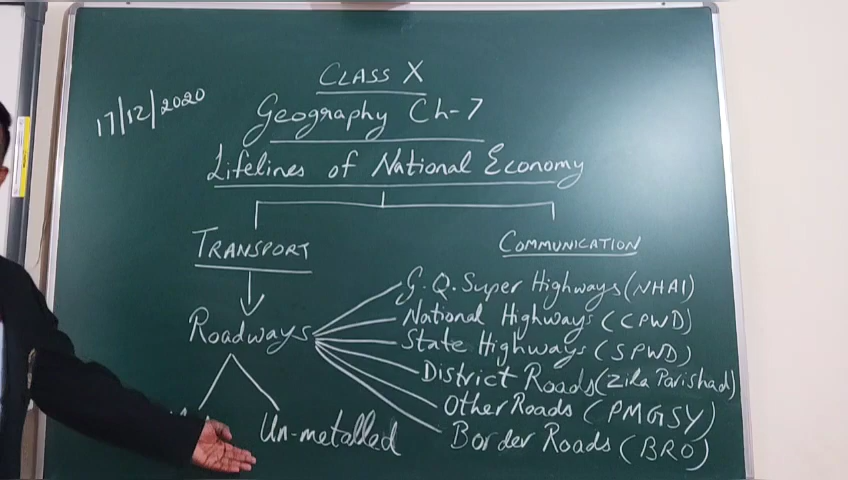 CLASS X
17/12/2020
Geography Ch-7
Lifelines of National Economy
TRANSPORT
COMMUNICATION
Roadways
G.Q. Super Highways (NHAI)
National Highways (CPWD)
State Highways (SPWD)
District Roads (Zila Parishad)
Other Roads (PMGSY)
Border Roads (BRO)
Un-metalled